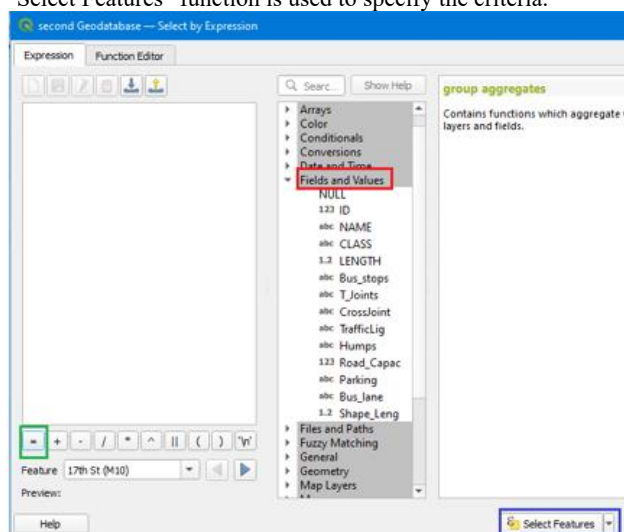 "Select Features" function is used to specify the criteria.
second Geodatabase — Select by Expression
Expression Function Editor
Searc... Show Help
Arrays
Color
Conditionals
Conversions
Date and Time
Fields and Values
NULL
123 ID
abc NAME
abc CLASS
1.2 LENGTH
abc Bus_stops
abc T_Joints
abc CrossJoint
abc TrafficLig
abc Humps
123 Road_Capac
abc Parking
abc Bus_lane
1.2 Shape_Leng
Files and Paths
Fuzzy Matching
General
Geometry
Map Layers
group aggregates
Contains functions which aggregate
layers and fields.
= + - / * ^ || ( ) '\n'
Feature 17th St (M10)
Preview:
Help
Select Features